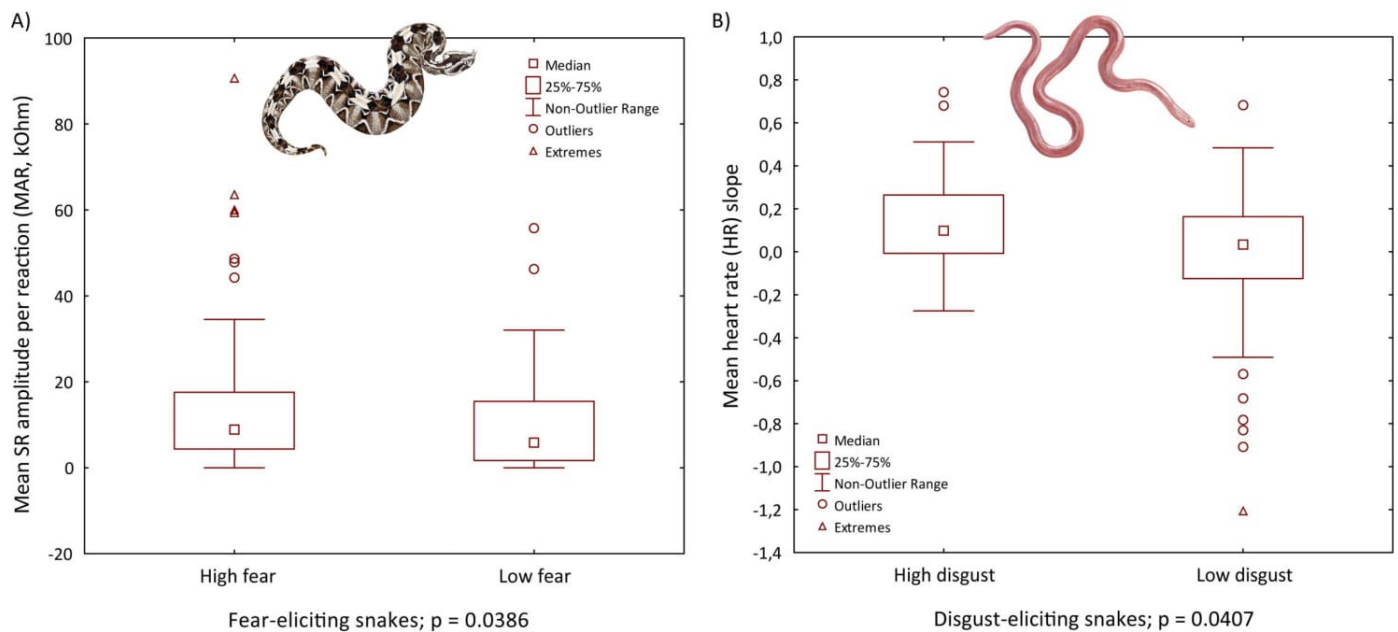 A)
Mean SR amplitude per reaction (MAR, kOhm)
100
80
60
40
20
0
-20
Median
25%-75%
Non-Outlier Range
Outliers
Extremes
High fear
Low fear
Fear-eliciting snakes; p = 0.0386
B)
Mean heart rate (HR) slope
1,0
0,8
0,6
0,4
0,2
0,0
-0,2
-0,4
-0,6
-0,8
-1,0
-1,2
-1,4
Median
25%-75%
Non-Outlier Range
Outliers
Extremes
High disgust
Low disgust
Disgust-eliciting snakes; p = 0.0407